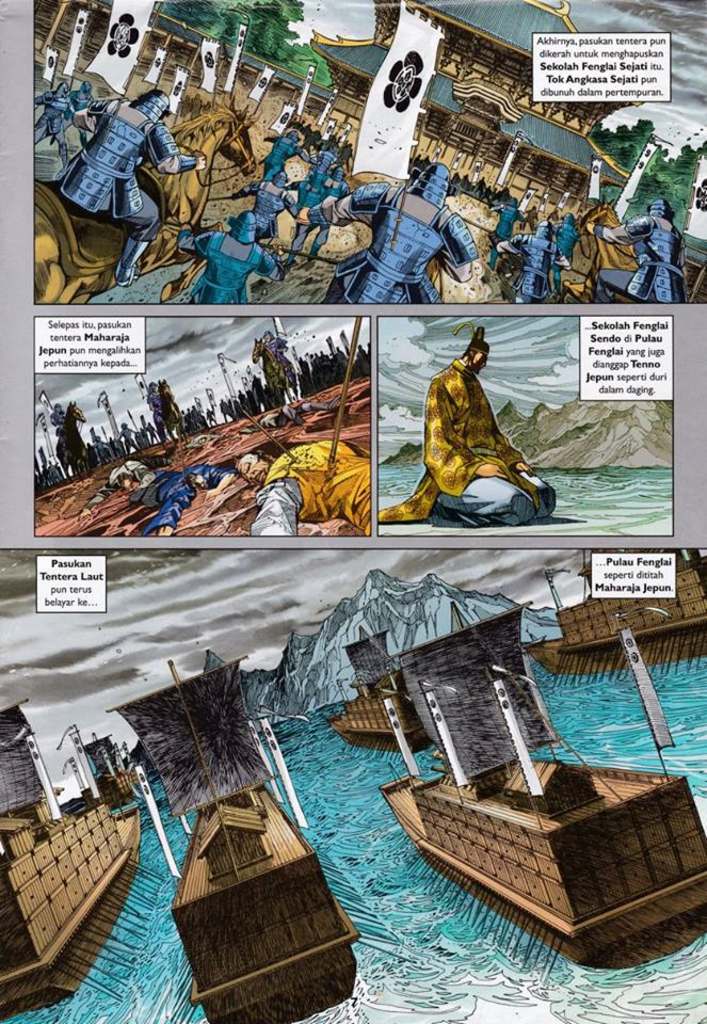 Akhirnya, pasukan tentera pun
dikerah untuk menghapuskan
Sekolah Fenglai Sejati itu.
Tok Angkasa Sejati pun
dibunuh dalam pertempuran.
Selepas itu, pasukan
tentera Maharaja
Jepun pun mengalihkan
perhatiannya kepada...
...Sekolah Fenglai
Sendo di Pulau
Fenglai yang juga
dianggap Tenno
Jepun seperti duri
dalam daging.
Pasukan
Tentera Laut
pun terus
belayar ke...
...Pulau Fenglai
seperti dititah
Maharaja Jepun.